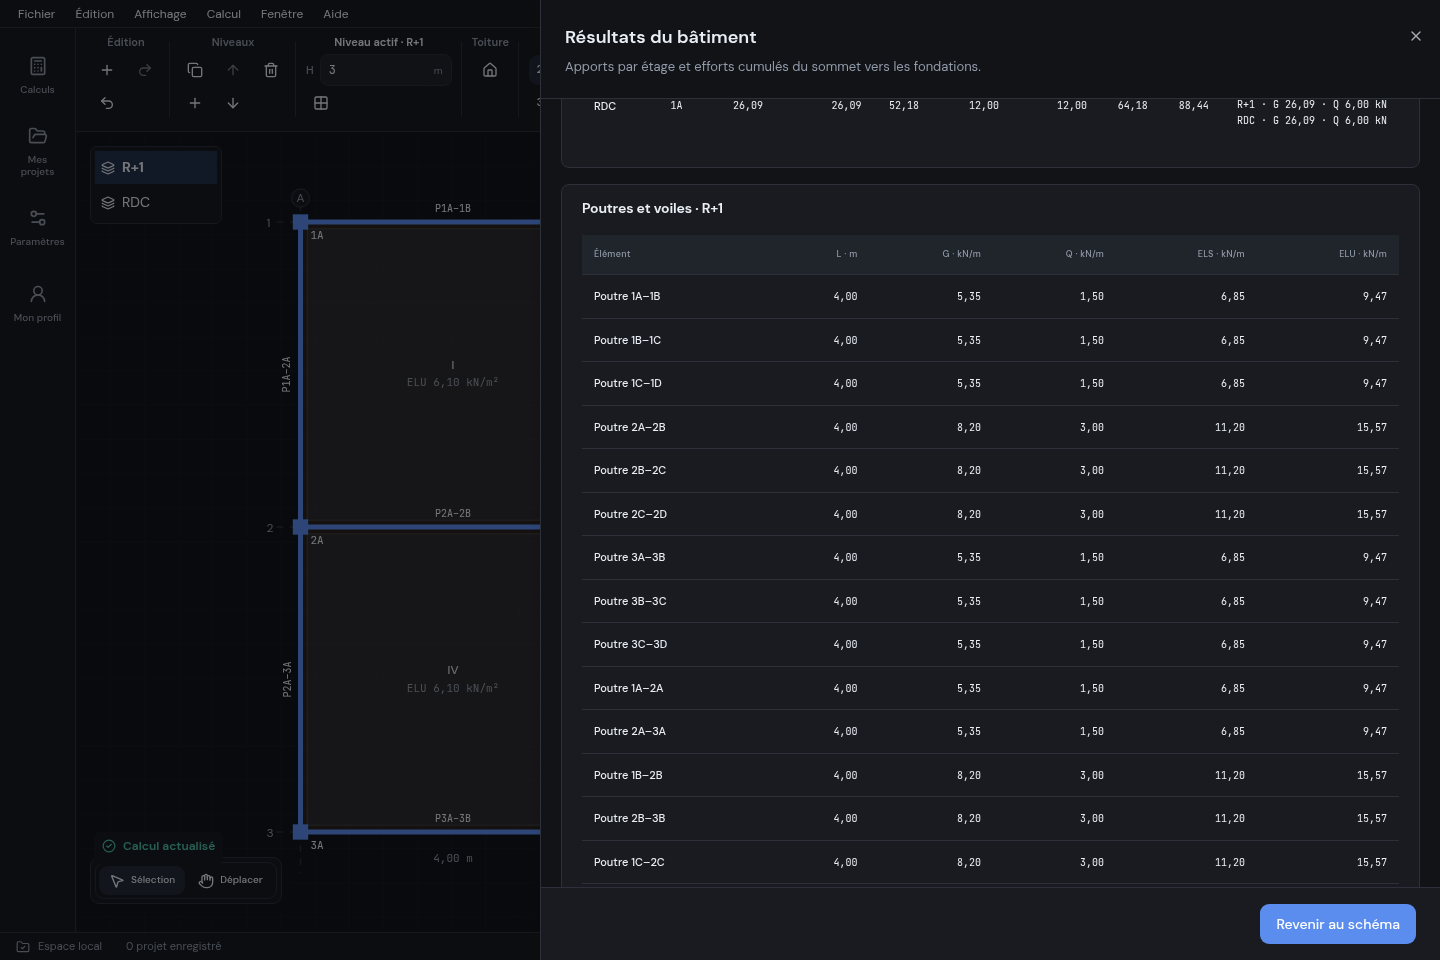 Fichier Édition Affichage Calcul Fenêtre Aide
Édition Niveaux Niveau actif · R+1 Toiture
H 3 m
Calculs
Mes projets
Paramètres
Mon profil
R+1
RDC
A
1
P1A–1B
1A
P1A–2A
I
ELU 6,10 kN/m²
2
P2A–2B
2A
P2A–3A
IV
ELU 6,10 kN/m²
3
P3A–3B
3A
4,00 m
Calcul actualisé
Sélection Déplacer
Espace local 0 projet enregistré
Résultats du bâtiment
Apports par étage et efforts cumulés du sommet vers les fondations.
RDC 1A 26,09 26,09 52,18 12,00 12,00 64,18 88,44 R+1 · G 26,09 · Q 6,00 kN
RDC · G 26,09 · Q 6,00 kN
Poutres et voiles · R+1
Élément L · m G · kN/m Q · kN/m ELS · kN/m ELU · kN/m
Poutre 1A–1B 4,00 5,35 1,50 6,85 9,47
Poutre 1B–1C 4,00 5,35 1,50 6,85 9,47
Poutre 1C–1D 4,00 5,35 1,50 6,85 9,47
Poutre 2A–2B 4,00 8,20 3,00 11,20 15,57
Poutre 2B–2C 4,00 8,20 3,00 11,20 15,57
Poutre 2C–2D 4,00 8,20 3,00 11,20 15,57
Poutre 3A–3B 4,00 5,35 1,50 6,85 9,47
Poutre 3B–3C 4,00 5,35 1,50 6,85 9,47
Poutre 3C–3D 4,00 5,35 1,50 6,85 9,47
Poutre 1A–2A 4,00 5,35 1,50 6,85 9,47
Poutre 2A–3A 4,00 5,35 1,50 6,85 9,47
Poutre 1B–2B 4,00 8,20 3,00 11,20 15,57
Poutre 2B–3B 4,00 8,20 3,00 11,20 15,57
Poutre 1C–2C 4,00 8,20 3,00 11,20 15,57
Revenir au schéma